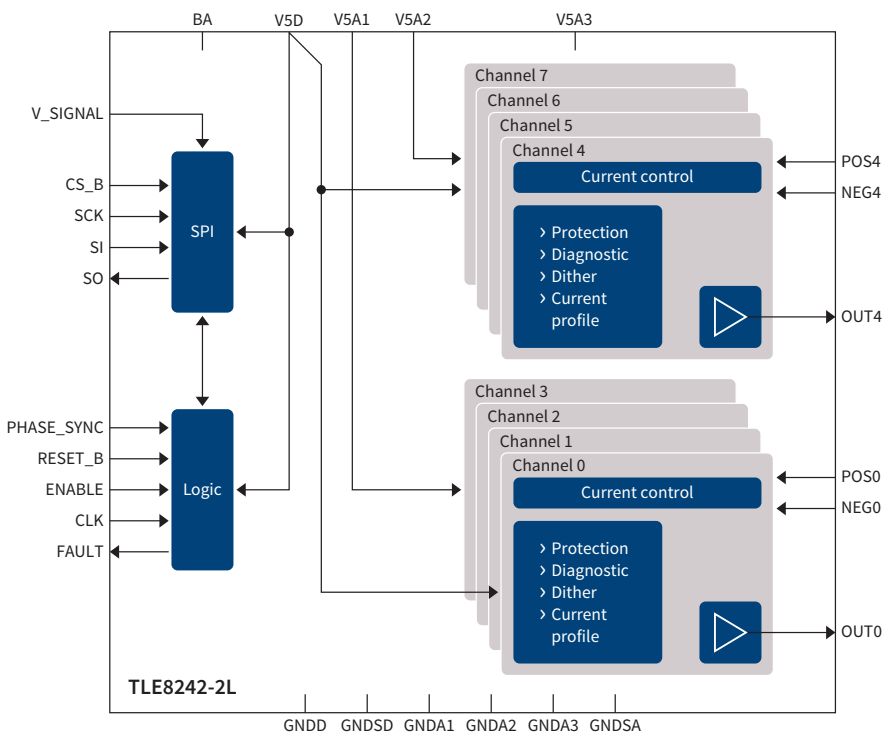 BA V5D V5A1 V5A2 V5A3
V_SIGNAL
CS_B
SCK
SI
SO
SPI
PHASE_SYNC
RESET_B
ENABLE
CLK
FAULT
Logic
Channel 7
Channel 6
Channel 5
Channel 4
Current control
› Protection
› Diagnostic
› Dither
› Current
profile
POS4
NEG4
OUT4
Channel 3
Channel 2
Channel 1
Channel 0
Current control
› Protection
› Diagnostic
› Dither
› Current
profile
POS0
NEG0
OUT0
TLE8242-2L
GNDD GNDSD GNDA1 GNDA2 GNDA3 GNDSA